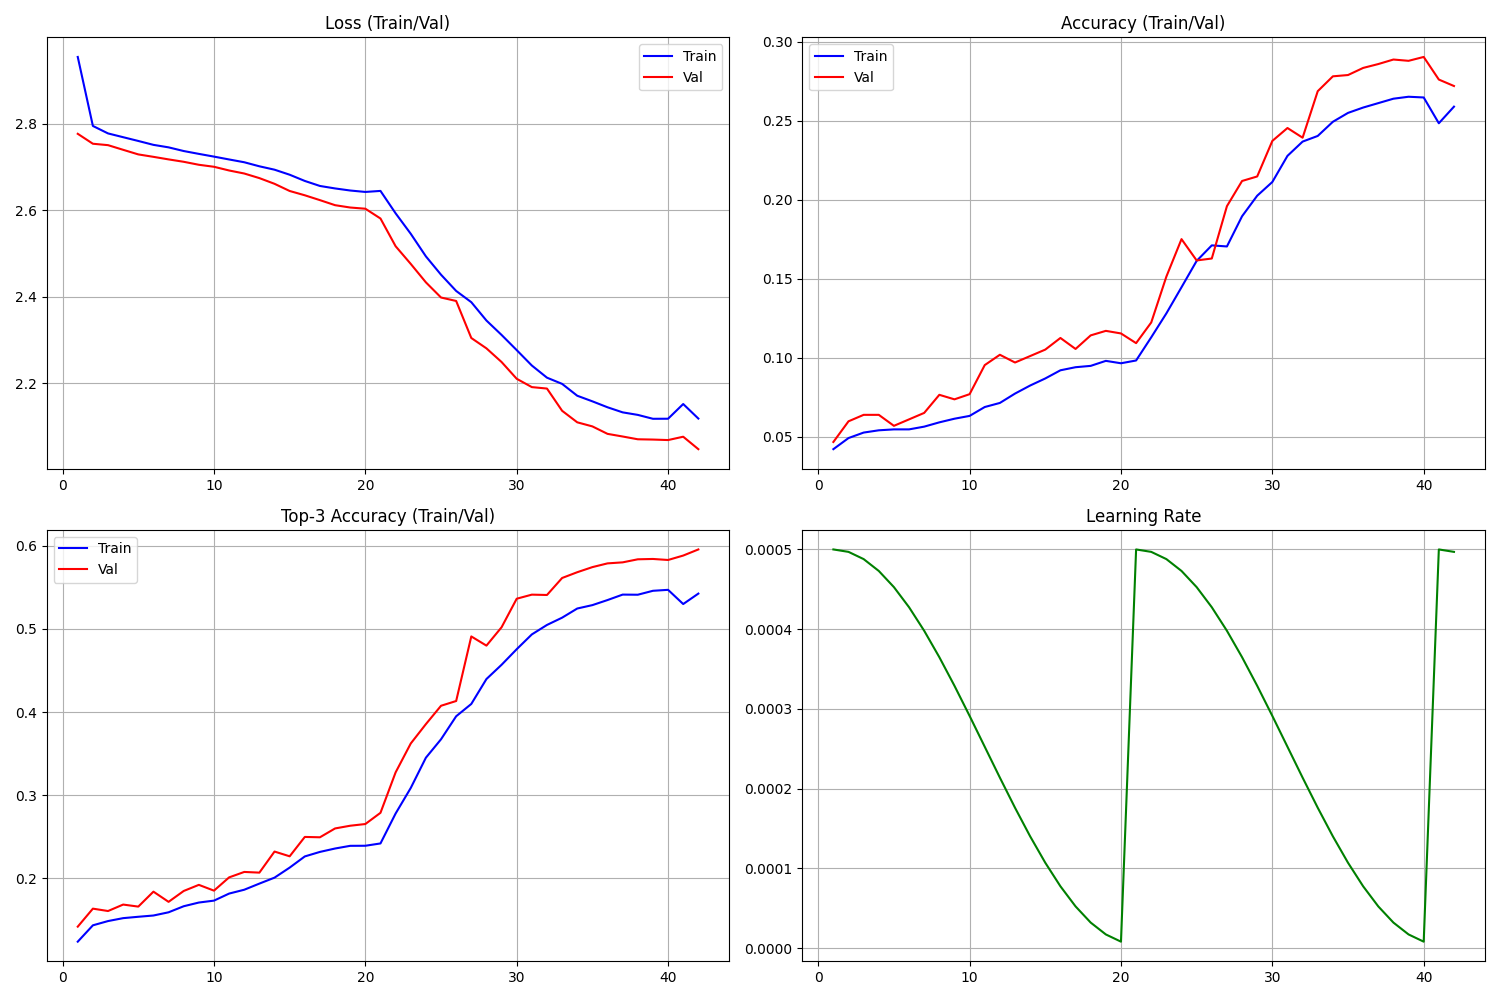 Loss (Train/Val)
Train
Val
2.8
2.6
2.4
2.2
0 10 20 30 40
Accuracy (Train/Val)
Train
Val
0.30
0.25
0.20
0.15
0.10
0.05
0 10 20 30 40
Top-3 Accuracy (Train/Val)
Train
Val
0.6
0.5
0.4
0.3
0.2
0 10 20 30 40
Learning Rate
0.0005
0.0004
0.0003
0.0002
0.0001
0.0000
0 10 20 30 40